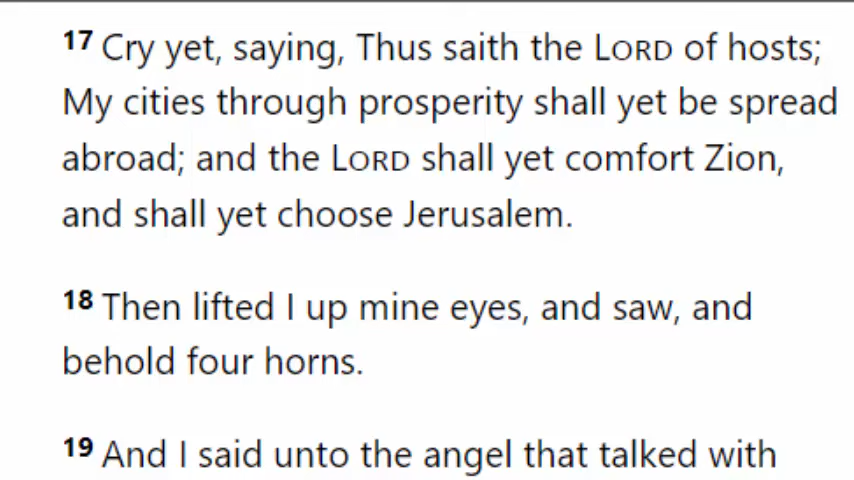 17 Cry yet, saying, Thus saith the LORD of hosts;
My cities through prosperity shall yet be spread
abroad; and the LORD shall yet comfort Zion,
and shall yet choose Jerusalem.
18 Then lifted I up mine eyes, and saw, and
behold four horns.
19 And I said unto the angel that talked with